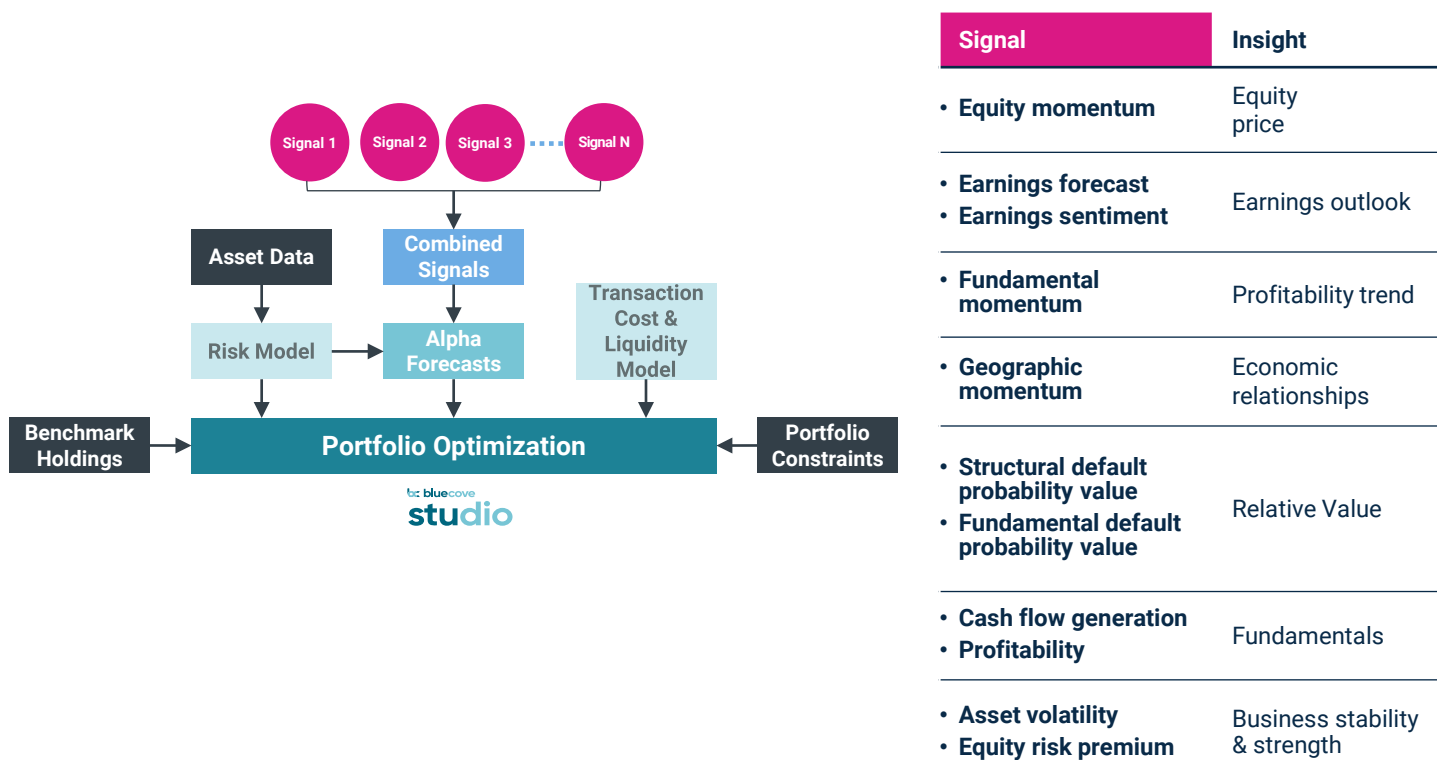 Signal 1
Signal 2
Signal 3
Signal N
Asset Data
Combined
Signals
Transaction
Cost &
Liquidity
Model
Risk Model
Alpha
Forecasts
Benchmark
Holdings
Portfolio Optimization
Portfolio
Constraints
bc bluecove
studio
Signal
Insight
• Equity momentum
Equity
price
• Earnings forecast
• Earnings sentiment
Earnings outlook
• Fundamental
momentum
Profitability trend
• Geographic
momentum
Economic
relationships
• Structural default
probability value
• Fundamental default
probability value
Relative Value
• Cash flow generation
• Profitability
Fundamentals
• Asset volatility
• Equity risk premium
Business stability
& strength